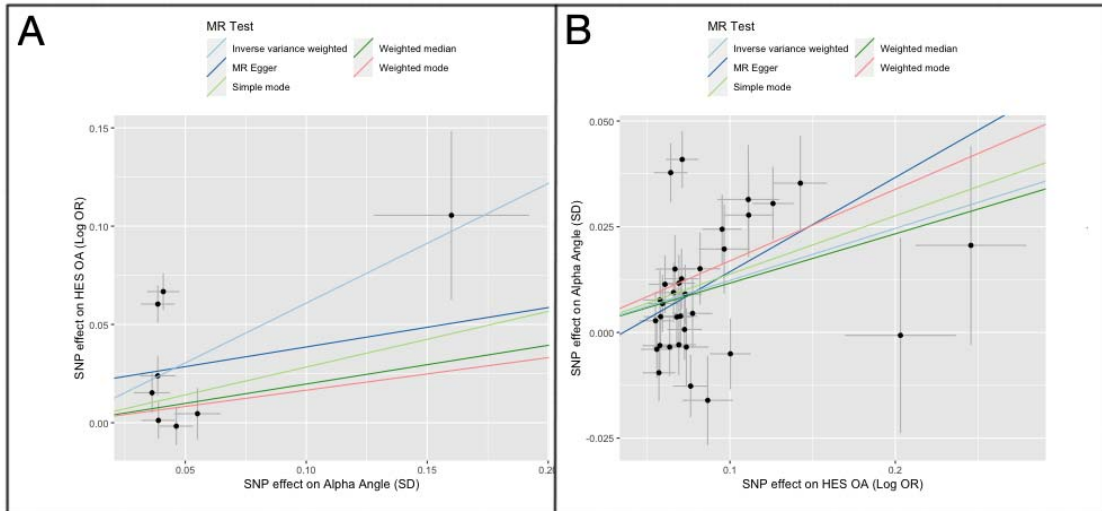 A
MR Test
Inverse variance weighted
Weighted median
MR Egger
Weighted mode
Simple mode
SNP effect on HES OA (Log OR)
0.15
0.10
0.05
0.00
0.05
0.10
0.15
0.20
SNP effect on Alpha Angle (SD)
B
MR Test
Inverse variance weighted
Weighted median
MR Egger
Weighted mode
Simple mode
SNP effect on Alpha Angle (SD)
0.050
0.025
0.000
-0.025
0.1
0.2
SNP effect on HES OA (Log OR)